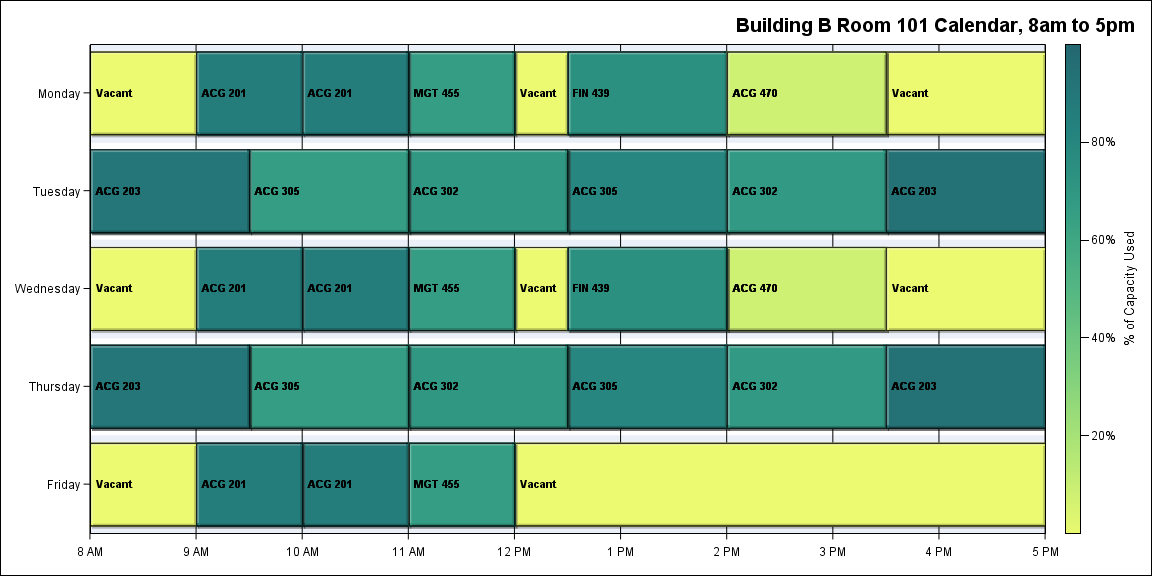 Building B Room 101 Calendar, 8am to 5pm
Monday
Vacant
ACG 201
ACG 201
MGT 455
Vacant
FIN 439
ACG 470
Vacant
Tuesday
ACG 203
ACG 305
ACG 302
ACG 305
ACG 302
ACG 203
Wednesday
Vacant
ACG 201
ACG 201
MGT 455
Vacant
FIN 439
ACG 470
Vacant
Thursday
ACG 203
ACG 305
ACG 302
ACG 305
ACG 302
ACG 203
Friday
Vacant
ACG 201
ACG 201
MGT 455
Vacant
8 AM
9 AM
10 AM
11 AM
12 PM
1 PM
2 PM
3 PM
4 PM
5 PM
80%
60%
40%
20%
% of Capacity Used